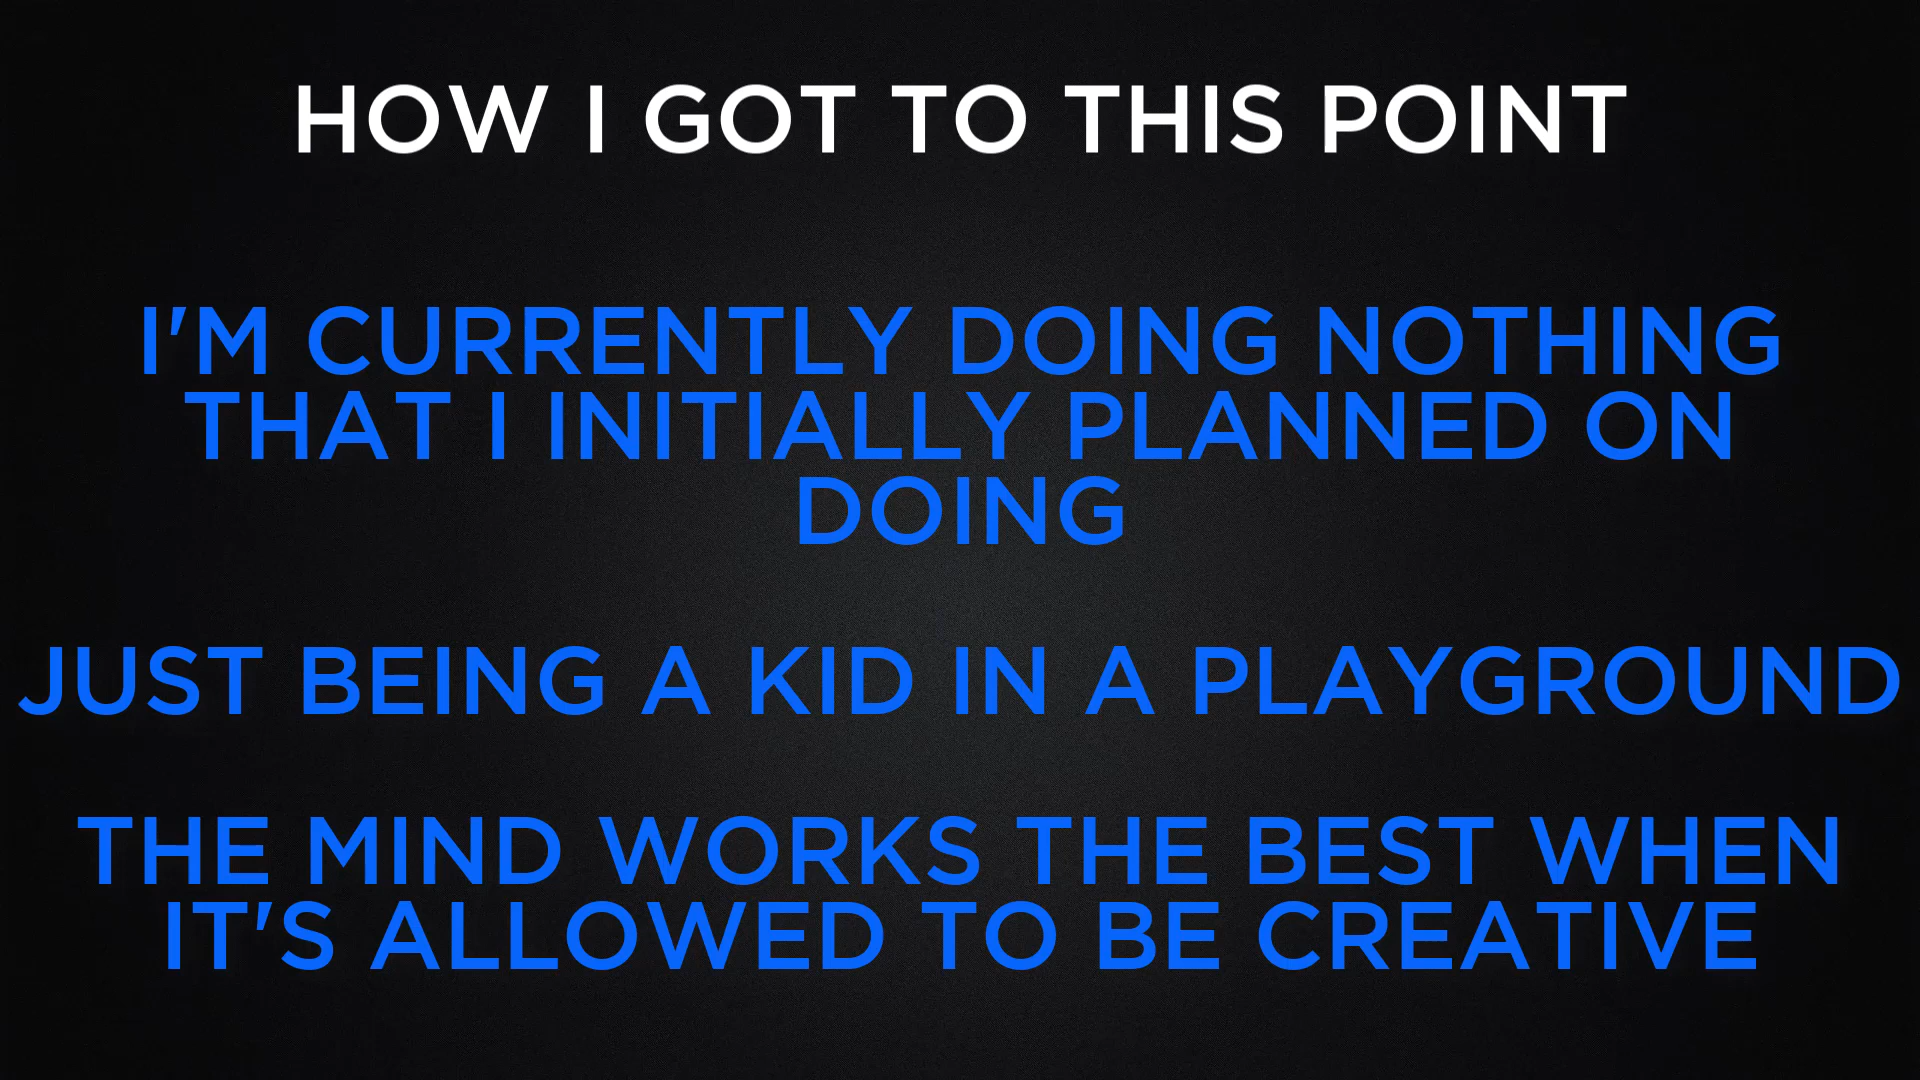 HOW I GOT TO THIS POINT
I'M CURRENTLY DOING NOTHING
THAT I INITIALLY PLANNED ON
DOING
JUST BEING A KID IN A PLAYGROUND
THE MIND WORKS THE BEST WHEN
IT'S ALLOWED TO BE CREATIVE